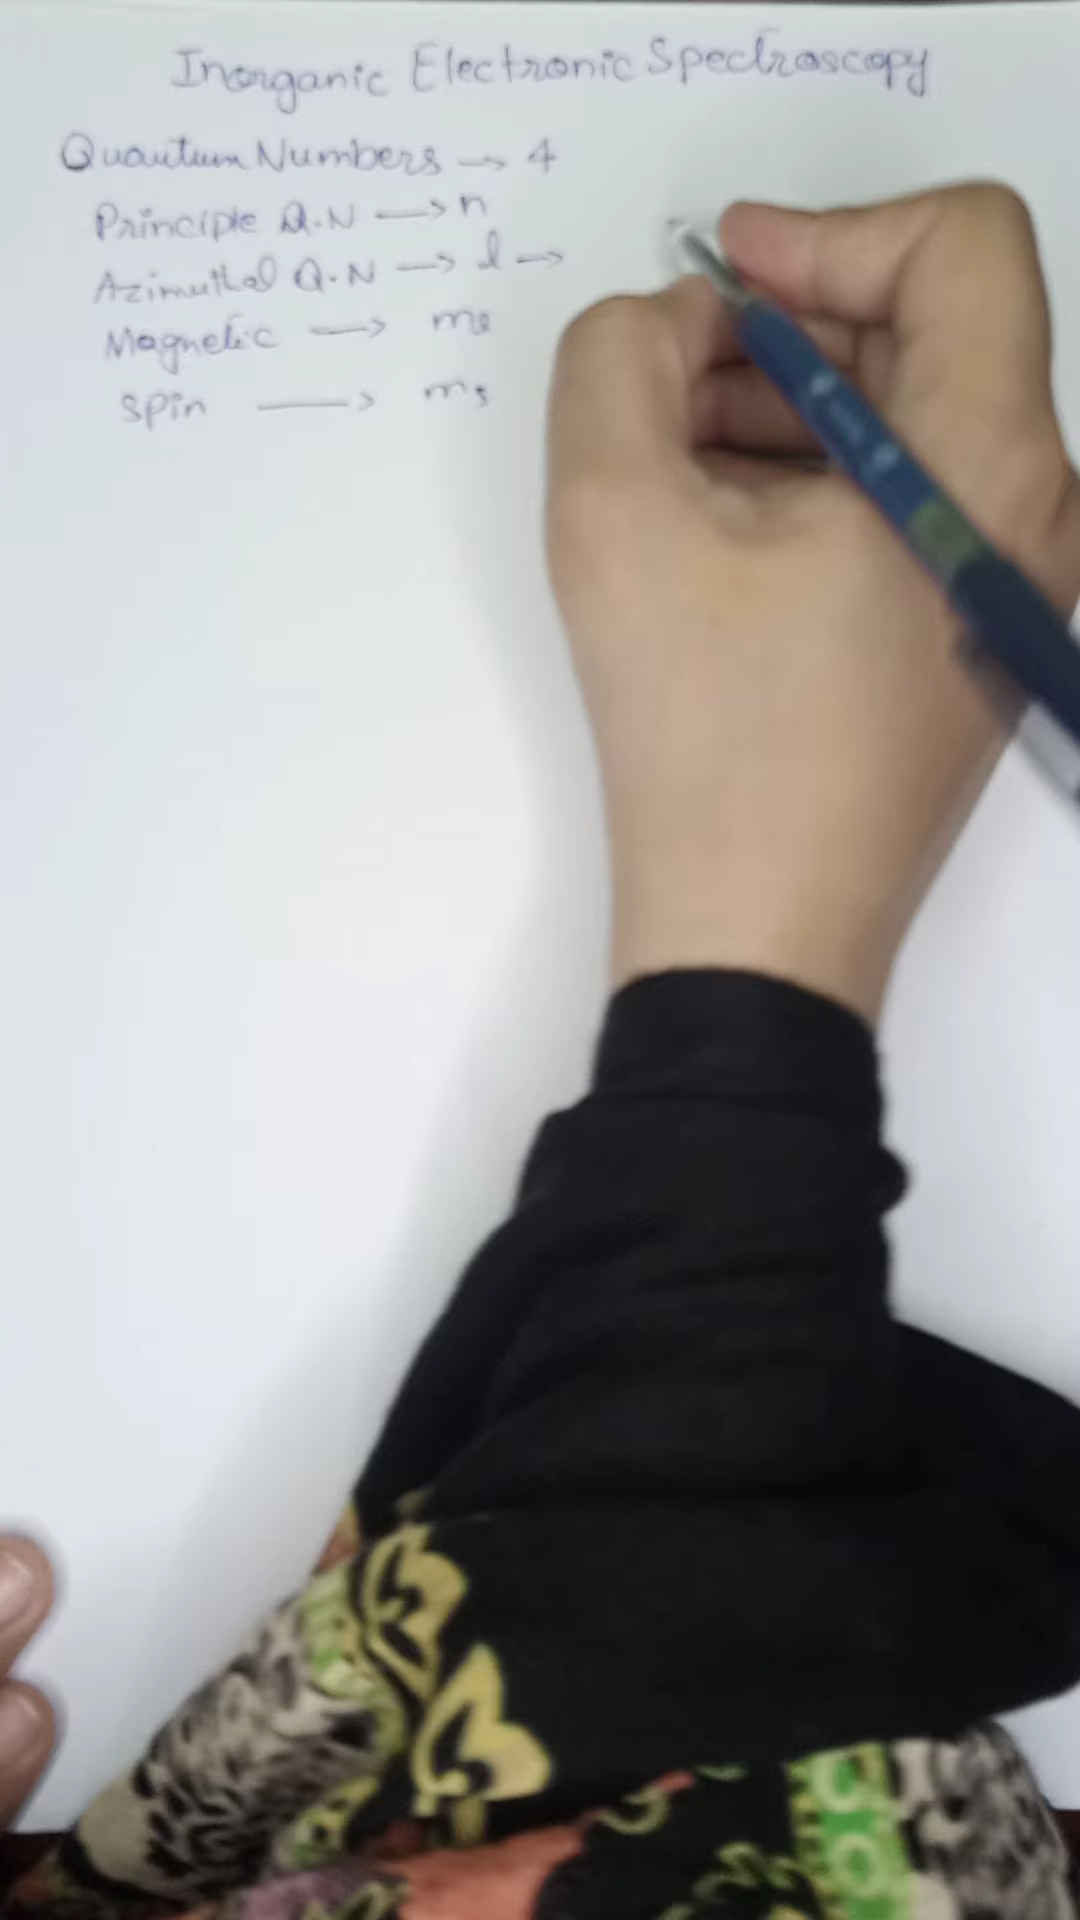 Inorganic Electronic Spectroscopy
Quantum Numbers → 4
Principle Q.N → n
Azimuthal Q.N → l →
Magnetic → ml
Spin → ms